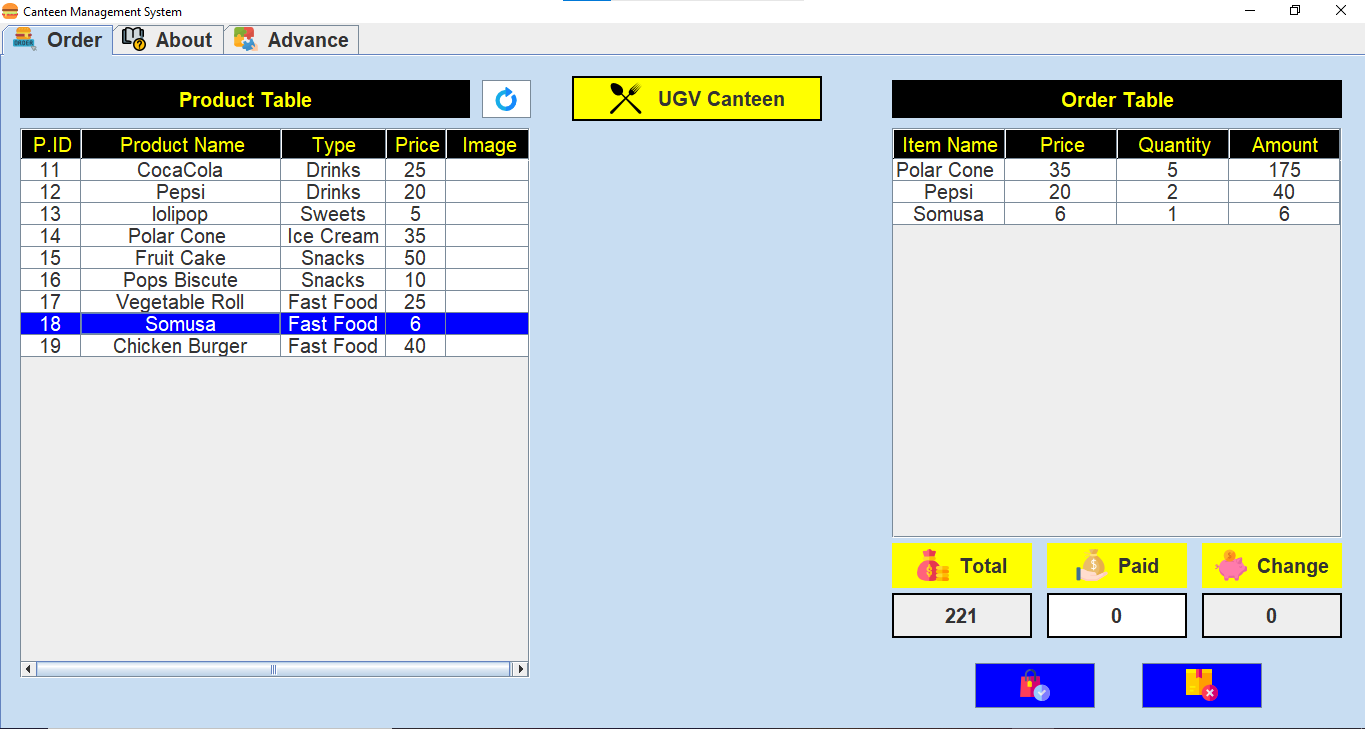 Canteen Management System
Order About Advance
Product Table
UGV Canteen
Order Table
P.ID Product Name Type Price Image
11 CocaCola Drinks 25
12 Pepsi Drinks 20
13 lolipop Sweets 5
14 Polar Cone Ice Cream 35
15 Fruit Cake Snacks 50
16 Pops Biscute Snacks 10
17 Vegetable Roll Fast Food 25
18 Somusa Fast Food 6
19 Chicken Burger Fast Food 40
Item Name Price Quantity Amount
Polar Cone 35 5 175
Pepsi 20 2 40
Somusa 6 1 6
Total Paid Change
221 0 0